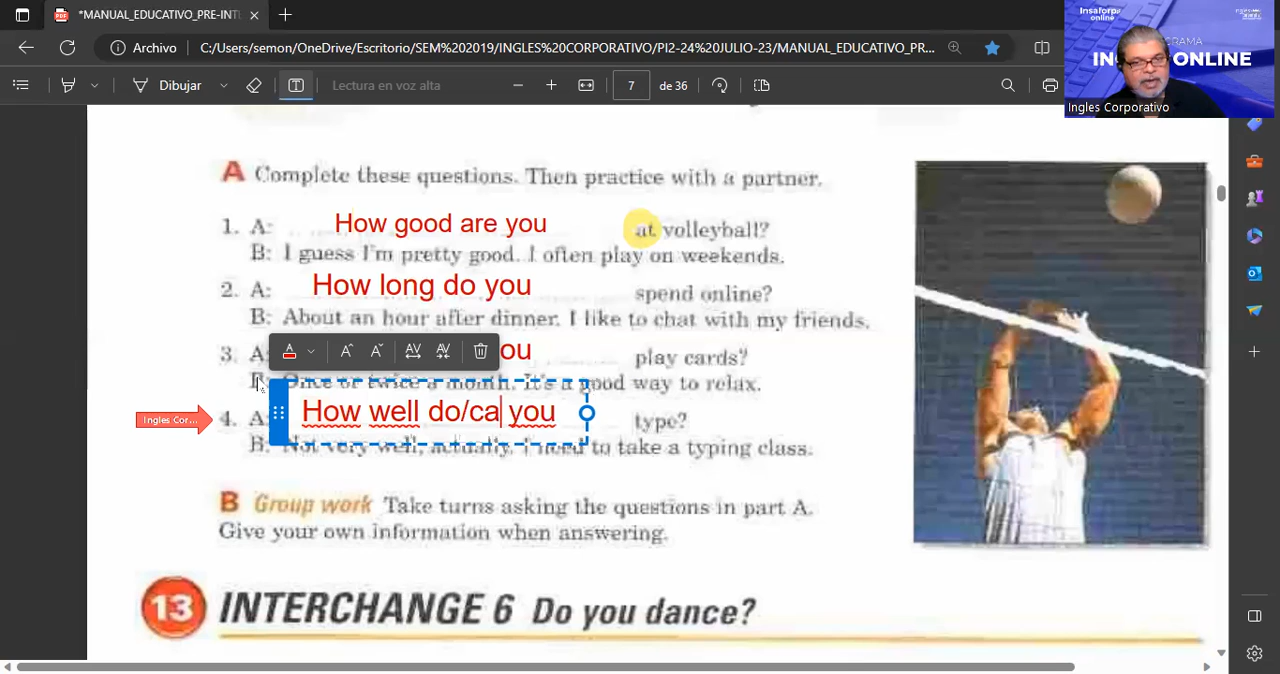 *MANUAL_EDUCATIVO_PRE-INT
Archivo
C:/Users/semon/OneDrive/Escritorio/SEM%202019/INGLES%20CORPORATIVO/PI2-24%20JULIO-23/MANUAL_EDUCATIVO_PR...
Dibujar
Lectura en voz alta
7
de 36
Insaforp
online
INGL ONLINE
Ingles Corporativo
A Complete these questions. Then practice with a partner.
1. A: How good are you at volleyball?
B: I guess I'm pretty good. I often play on weekends.
2. A: How long do you spend online?
B: About an hour after dinner. I like to chat with my friends.
3. A: you play cards?
B: Once or twice a month. It's a good way to relax.
Ingles Cor...
4. A: How well do/ca you type?
B: Not very well, actually. I need to take a typing class.
B Group work Take turns asking the questions in part A.
Give your own information when answering.
13 INTERCHANGE 6 Do you dance?